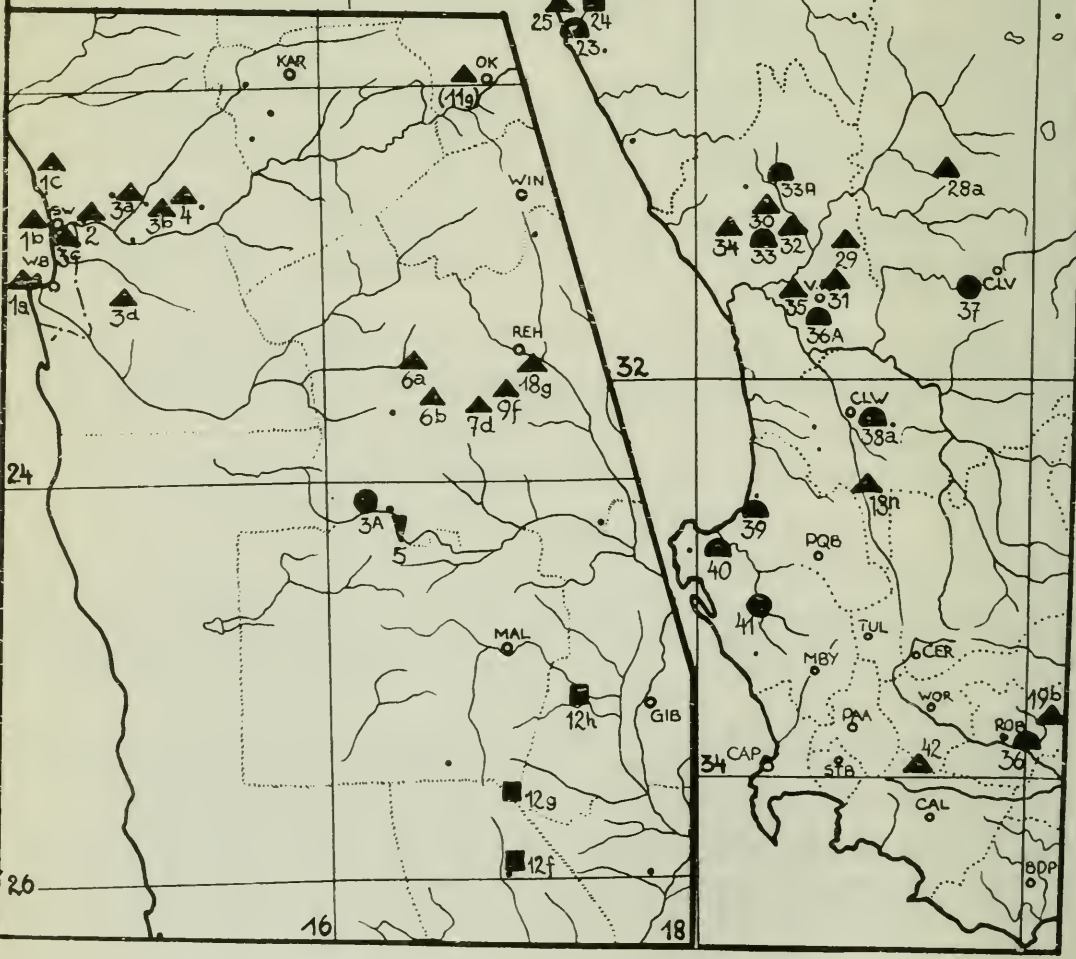 25
24
23
KAR
OK
(11g)
1c
SW
3a
3b
4
1b
3c
2
WB
1a
3d
WIN
REH
6a
6b
7d
9f
18g
24
3A
5
MAL
12h
GIB
12g
12f
26
16
18
33A
28a
30
34
33
32
29
35
V.
31
CLV
37
36A
32
CLW
38a
18h
39
40
PQB
41
TUL
MBY
CER
WOR
19b
PAA
ROB
36
CAP
34
STB
42
CAL
BDP